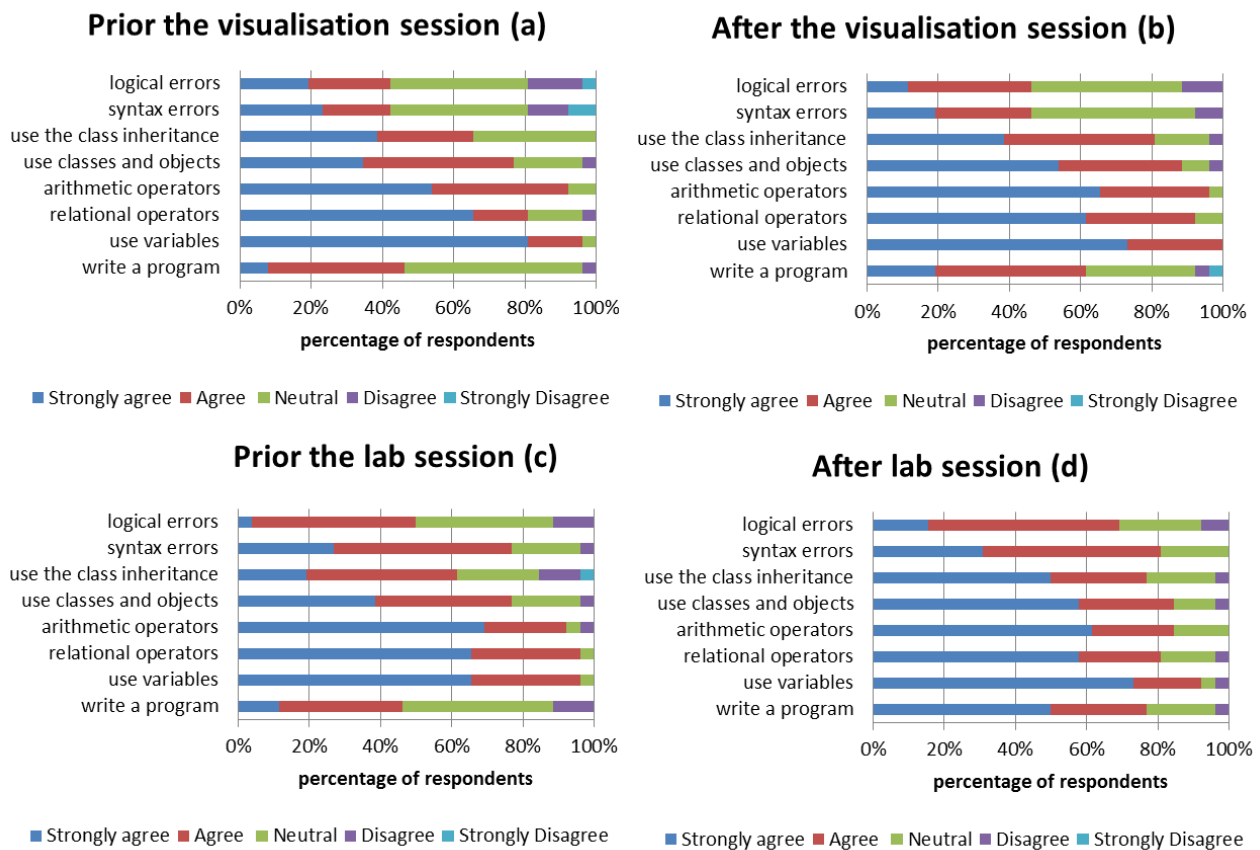 Prior the visualisation session (a)
logical errors
syntax errors
use the class inheritance
use classes and objects
arithmetic operators
relational operators
use variables
write a program
0% 20% 40% 60% 80% 100%
percentage of respondents
Strongly agree Agree Neutral Disagree Strongly Disagree
After the visualisation session (b)
logical errors
syntax errors
use the class inheritance
use classes and objects
arithmetic operators
relational operators
use variables
write a program
0% 20% 40% 60% 80% 100%
percentage of respondents
Strongly agree Agree Neutral Disagree Strongly Disagree
Prior the lab session (c)
logical errors
syntax errors
use the class inheritance
use classes and objects
arithmetic operators
relational operators
use variables
write a program
0% 20% 40% 60% 80% 100%
percentage of respondents
Strongly agree Agree Neutral Disagree Strongly Disagree
After lab session (d)
logical errors
syntax errors
use the class inheritance
use classes and objects
arithmetic operators
relational operators
use variables
write a program
0% 20% 40% 60% 80% 100%
percentage of respondents
Strongly agree Agree Neutral Disagree Strongly Disagree